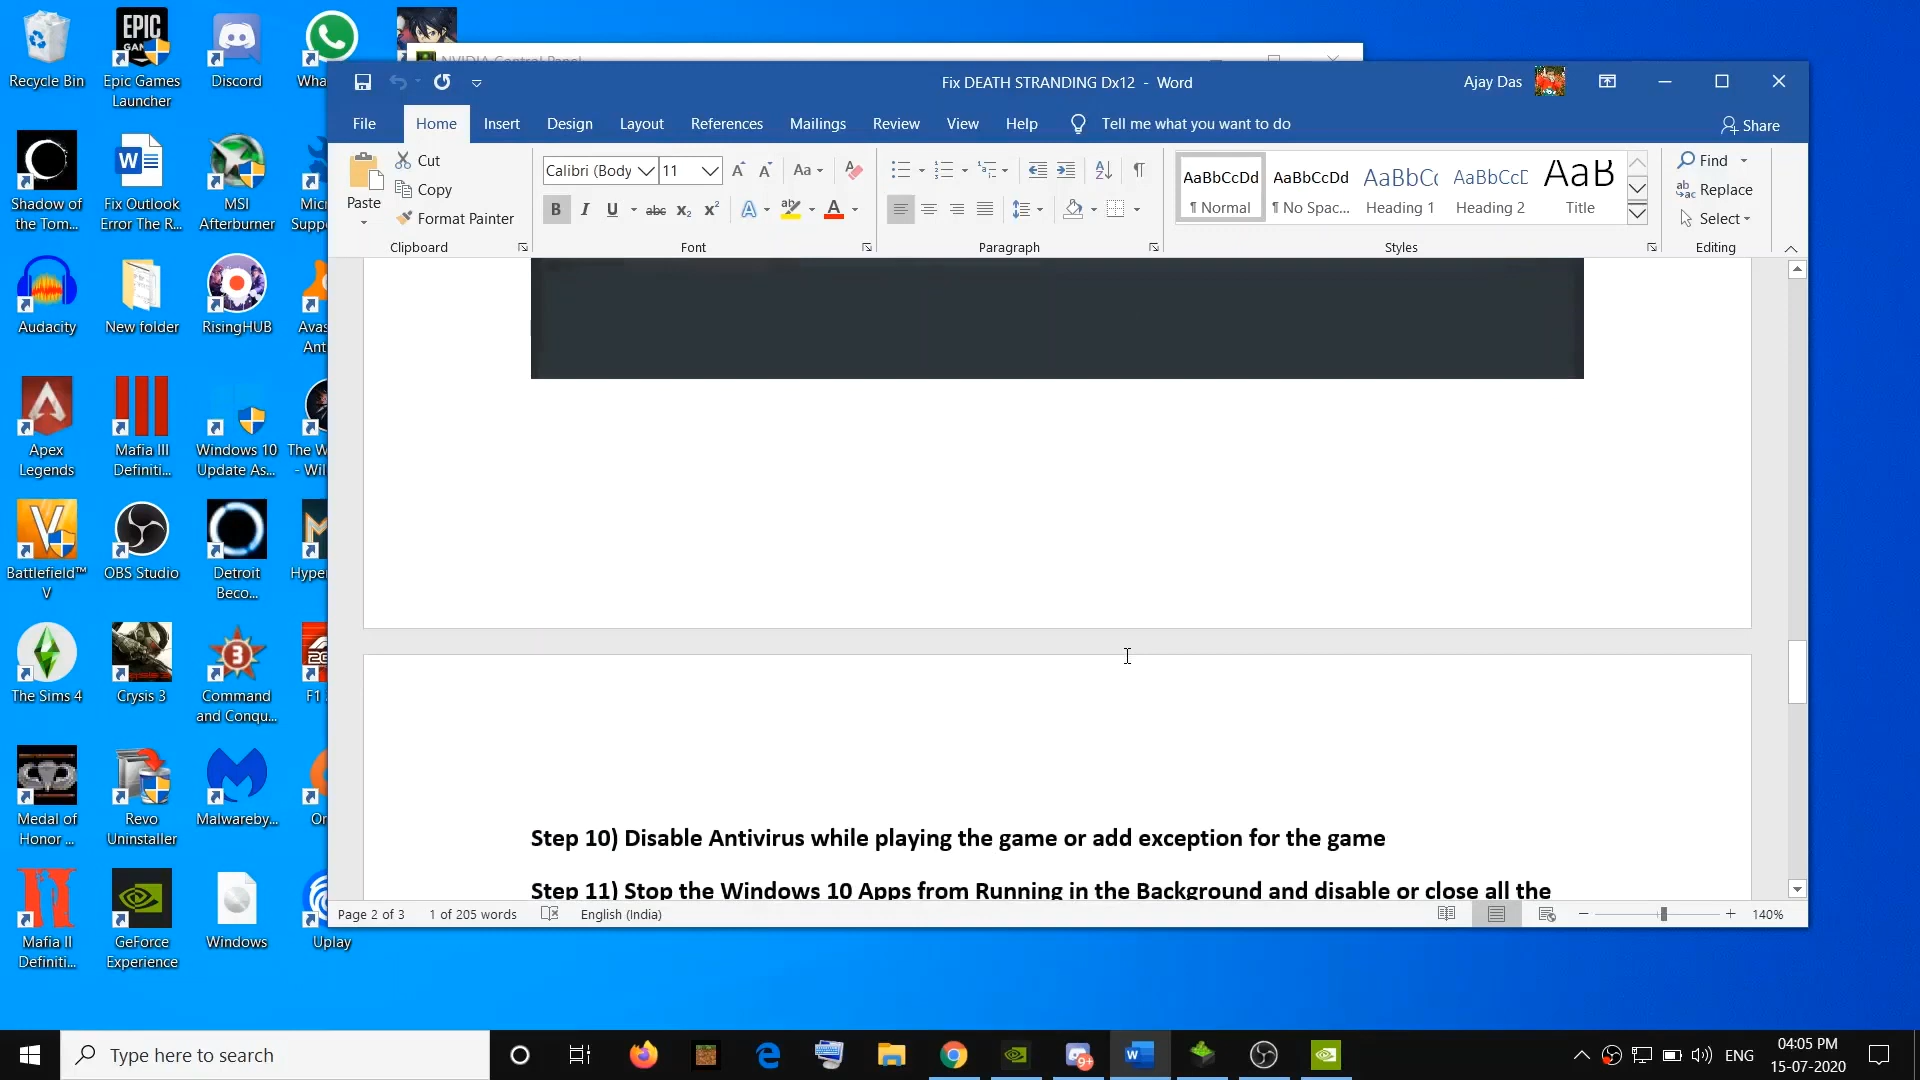 Recycle Bin
Epic Games
Launcher
Discord
NVIDIA Control Panel
Fix DEATH STRANDING Dx12 - Word
Ajay Das
File
Home
Insert
Design
Layout
References
Mailings
Review
View
Help
Tell me what you want to do
Share
Paste
Cut
Copy
Format Painter
Clipboard
Calibri (Body
11
Font
Paragraph
AaBbCcDd
¶ Normal
AaBbCcDd
¶ No Spac...
AaBbC
Heading 1
AaBbCcE
Heading 2
AaB
Title
Styles
Find
Replace
Select
Editing
Shadow of
the Tom...
Fix Outlook
Error The R...
MSI
Afterburner
Audacity
New folder
RisingHUB
Apex
Legends
Mafia III
Definiti...
Windows 10
Update As...
Battlefield™
V
OBS Studio
Detroit
Beco...
The Sims 4
Crysis 3
Command
and Conqu...
Medal of
Honor ...
Revo
Uninstaller
Malwareby...
Mafia II
Definiti...
GeForce
Experience
Windows
Uplay
Step 10) Disable Antivirus while playing the game or add exception for the game
Step 11) Stop the Windows 10 Apps from Running in the Background and disable or close all the
Page 2 of 3
1 of 205 words
English (India)
140%
Type here to search
9+
ENG
04:05 PM
15-07-2020